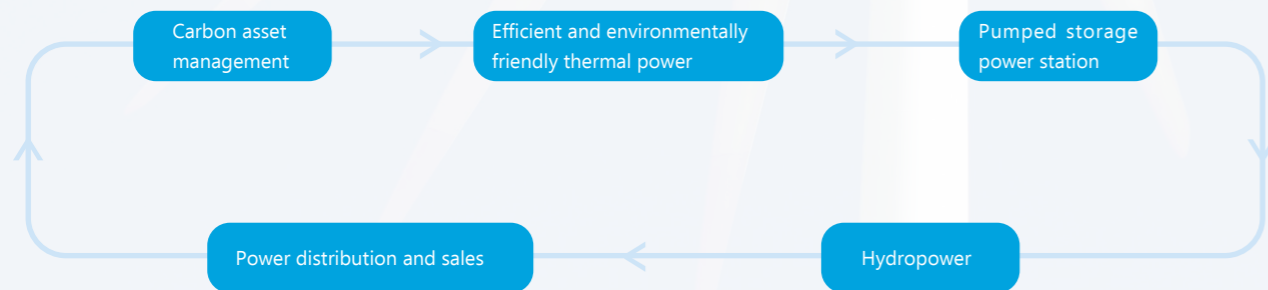 Carbon asset
management
Efficient and environmentally
friendly thermal power
Pumped storage
power station
Power distribution and sales
Hydropower